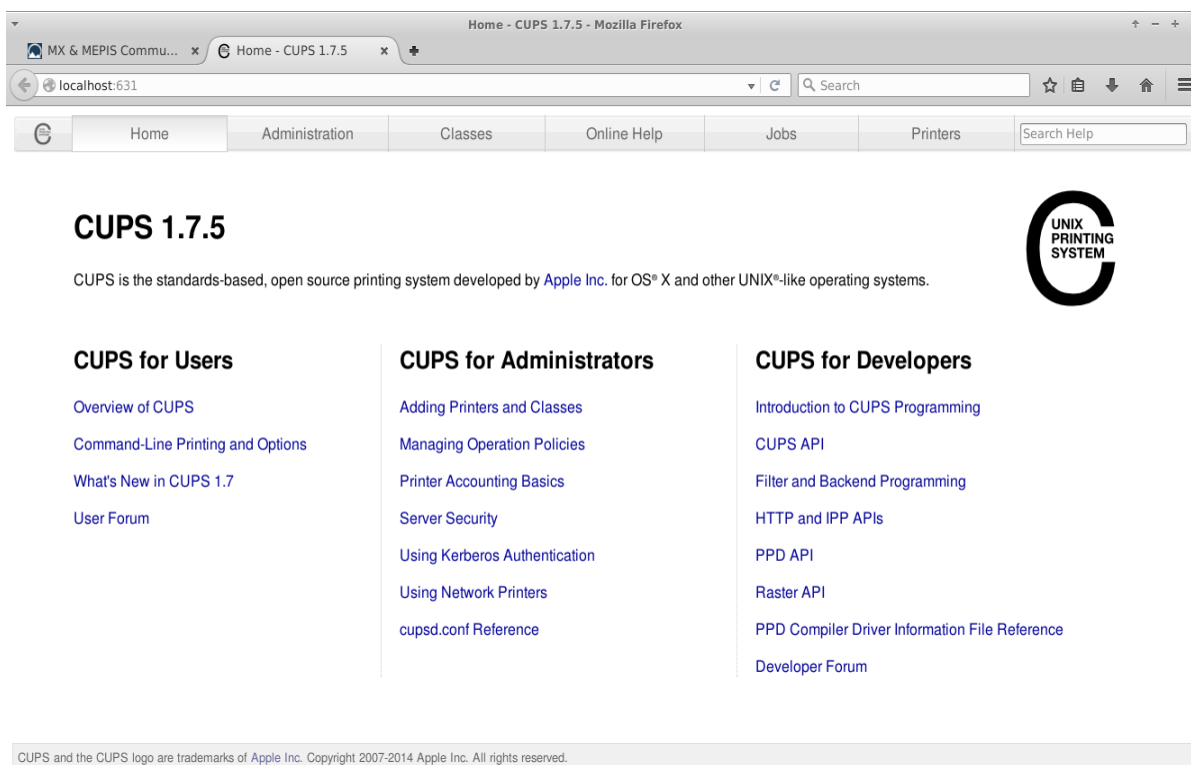 Home - CUPS 1.7.5 - Mozilla Firefox
MX & MEPIS Commu... Home - CUPS 1.7.5
localhost:631 Search
Home Administration Classes Online Help Jobs Printers Search Help
UNIX
PRINTING
SYSTEM
CUPS 1.7.5
CUPS is the standards-based, open source printing system developed by Apple Inc. for OS® X and other UNIX®-like operating systems.
CUPS for Users
Overview of CUPS
Command-Line Printing and Options
What's New in CUPS 1.7
User Forum
CUPS for Administrators
Adding Printers and Classes
Managing Operation Policies
Printer Accounting Basics
Server Security
Using Kerberos Authentication
Using Network Printers
cupsd.conf Reference
CUPS for Developers
Introduction to CUPS Programming
CUPS API
Filter and Backend Programming
HTTP and IPP APIs
PPD API
Raster API
PPD Compiler Driver Information File Reference
Developer Forum
CUPS and the CUPS logo are trademarks of Apple Inc. Copyright 2007-2014 Apple Inc. All rights reserved.